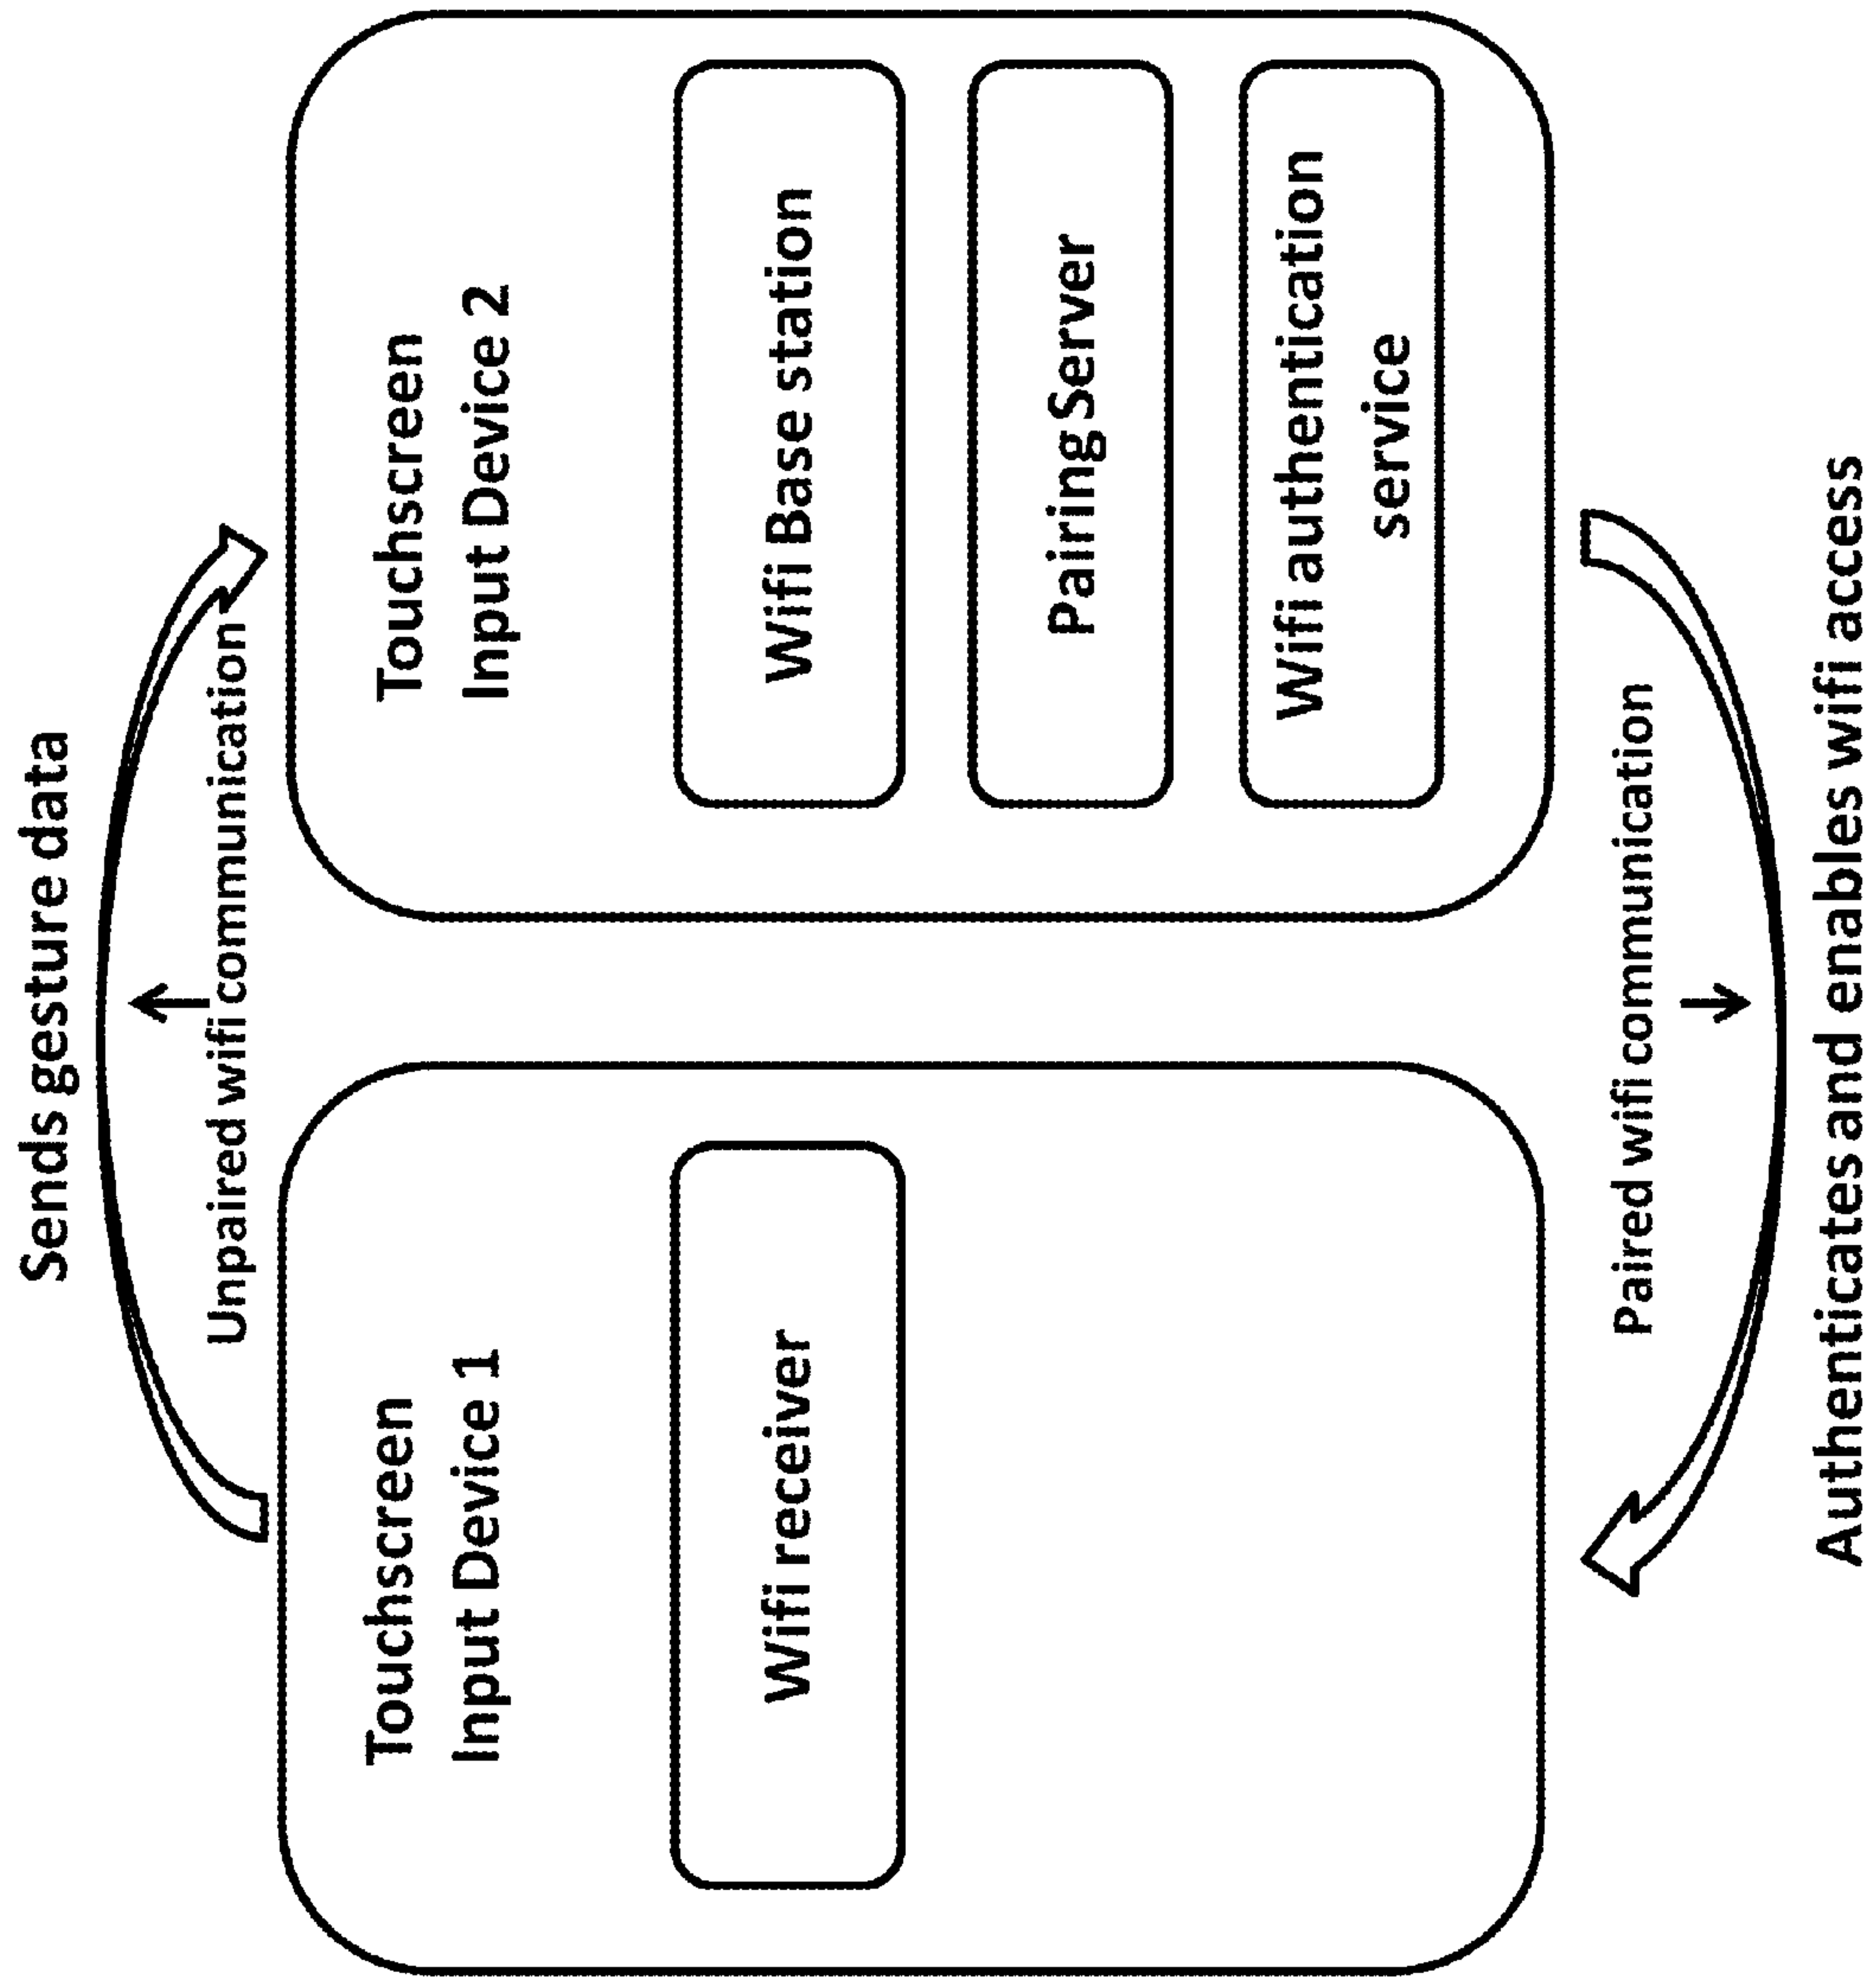 Sends gesture data
Unpaired wifi communication
Touchscreen
Input Device 1
Wifi receiver
Touchscreen
Input Device 2
Wifi Base station
Pairing Server
Wifi authentication
service
Paired wifi communication
Authenticates and enables wifi access